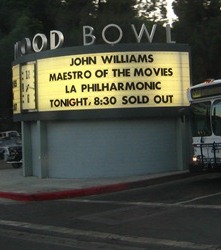 OOD BOWL
JOHN WILLIAMS
MAESTRO OF THE MOVIES
LA PHILHARMONIC
TONIGHT, 8:30 SOLD OUT